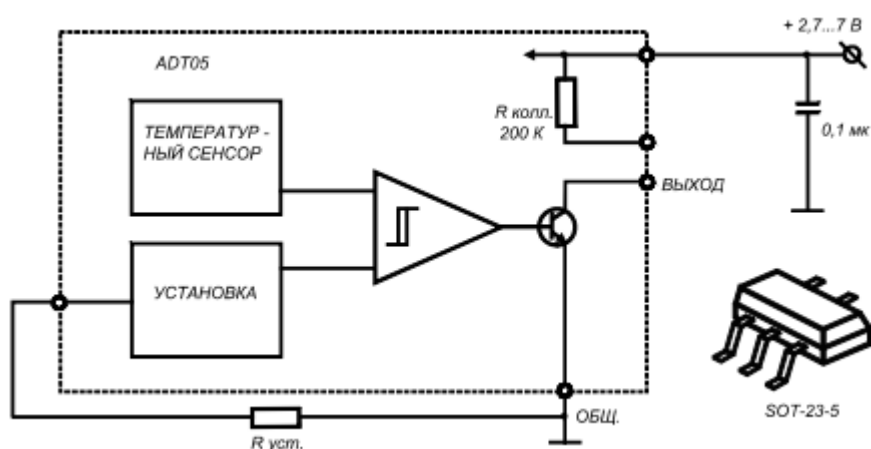 + 2,7...7 В
ADT05
R колл.
200 К
ТЕМПЕРАТУР -
НЫЙ СЕНСОР
0,1 мк
ВЫХОД
УСТАНОВКА
ОБЩ.
SOT-23-5
R уст.